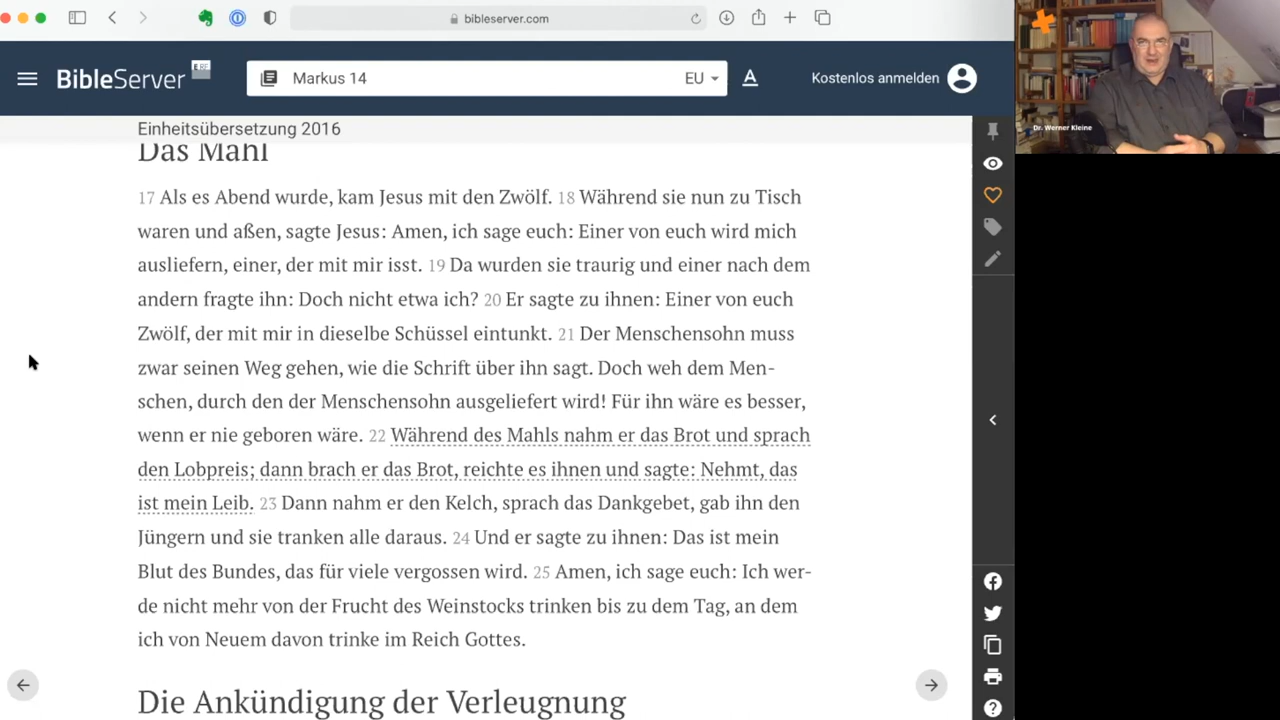 bibleserver.com
BibleServer
Markus 14
EU
Kostenlos anmelden
Dr. Werner Kleine
Einheitsübersetzung 2016
Das Mahl
17 Als es Abend wurde, kam Jesus mit den Zwölf. 18 Während sie nun zu Tisch
waren und aßen, sagte Jesus: Amen, ich sage euch: Einer von euch wird mich
ausliefern, einer, der mit mir isst. 19 Da wurden sie traurig und einer nach dem
andern fragte ihn: Doch nicht etwa ich? 20 Er sagte zu ihnen: Einer von euch
Zwölf, der mit mir in dieselbe Schüssel eintunkt. 21 Der Menschensohn muss
zwar seinen Weg gehen, wie die Schrift über ihn sagt. Doch weh dem Men-
schen, durch den der Menschensohn ausgeliefert wird! Für ihn wäre es besser,
wenn er nie geboren wäre. 22 Während des Mahls nahm er das Brot und sprach
den Lobpreis; dann brach er das Brot, reichte es ihnen und sagte: Nehmt, das
ist mein Leib. 23 Dann nahm er den Kelch, sprach das Dankgebet, gab ihn den
Jüngern und sie tranken alle daraus. 24 Und er sagte zu ihnen: Das ist mein
Blut des Bundes, das für viele vergossen wird. 25 Amen, ich sage euch: Ich wer-
de nicht mehr von der Frucht des Weinstocks trinken bis zu dem Tag, an dem
ich von Neuem davon trinke im Reich Gottes.
Die Ankündigung der Verleugnung